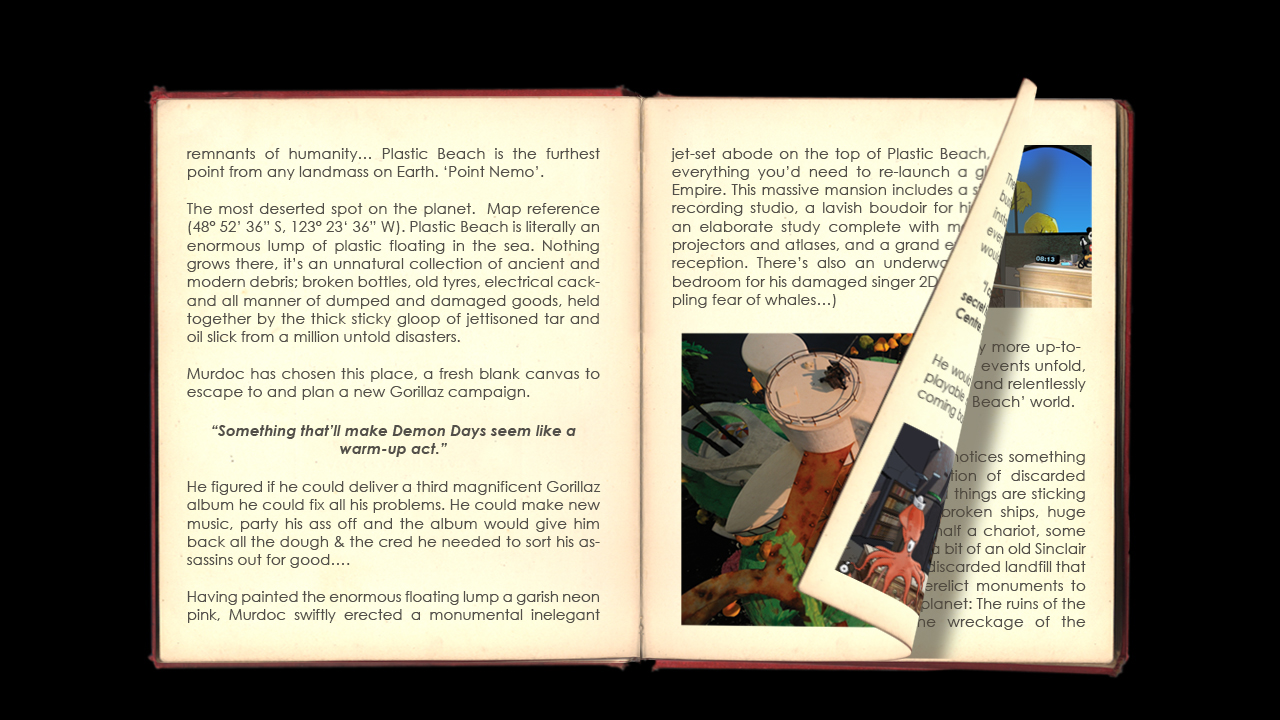 remnants of humanity... Plastic Beach is the furthest
point from any landmass on Earth. ‘Point Nemo’.
The most deserted spot on the planet. Map reference
(48° 52’ 36” S, 123° 23‘ 36” W). Plastic Beach is literally an
enormous lump of plastic floating in the sea. Nothing
grows there, it’s an unnatural collection of ancient and
modern debris; broken bottles, old tyres, electrical cack-
and all manner of dumped and damaged goods, held
together by the thick sticky gloop of jettisoned tar and
oil slick from a million untold disasters.
Murdoc has chosen this place, a fresh blank canvas to
escape to and plan a new Gorillaz campaign.
“Something that’ll make Demon Days seem like a
warm-up act.”
He figured if he could deliver a third magnificent Gorillaz
album he could fix all his problems. He could make new
music, party his ass off and the album would give him
back all the dough & the cred he needed to sort his as-
sassins out for good....
Having painted the enormous floating lump a garish neon
pink, Murdoc swiftly erected a monumental inelegant
jet-set abode on the top of Plastic Beach,
everything you’d need to re-launch a
Empire. This massive mansion includes a
recording studio, a lavish boudoir for
an elaborate study complete with
projectors and atlases, and a grand
reception. There’s also an
bedroom for his damaged singer 2D
pling fear of whales...)
08:13
more up-to-
events unfold,
and relentlessly
Beach’ world.
notices something
of discarded
things are sticking
broken ships, huge
half a chariot, some
a bit of an old Sinclair
discarded landfill that
monuments to
planet: The ruins of the
wreckage of the
He
playable
coming